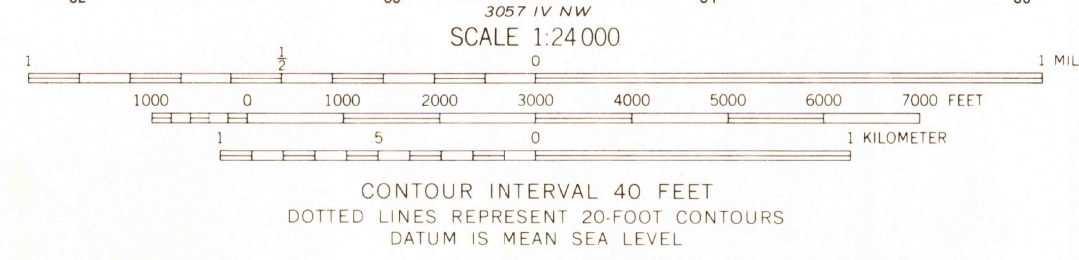 3057 IV NW
SCALE 1:24 000
1 1/2 0 1 MIL
1000 0 1000 2000 3000 4000 5000 6000 7000 FEET
1 5 0 1 KILOMETER
CONTOUR INTERVAL 40 FEET
DOTTED LINES REPRESENT 20-FOOT CONTOURS
DATUM IS MEAN SEA LEVEL